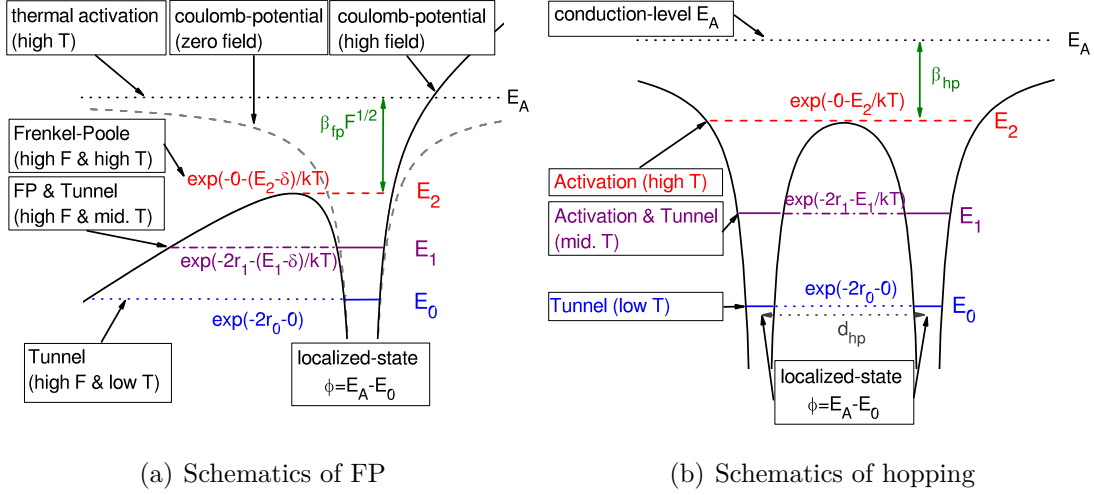 thermal activation
(high T)
coulomb-potential
(zero field)
coulomb-potential
(high field)
E_A
β_fp F^1/2
Frenkel-Poole
(high F & high T)
exp(-0-(E_2-δ)/kT)
E_2
FP & Tunnel
(high F & mid. T)
exp(-2r_1-(E_1-δ)/kT)
E_1
exp(-2r_0-0)
E_0
Tunnel
(high F & low T)
localized-state
ϕ=E_A-E_0
(a) Schematics of FP
conduction-level E_A
E_A
β_hp
exp(-0-E_2/kT)
E_2
Activation (high T)
exp(-2r_1-E_1/kT)
E_1
Activation & Tunnel
(mid. T)
Tunnel (low T)
exp(-2r_0-0)
E_0
d_hp
localized-state
ϕ=E_A-E_0
(b) Schematics of hopping